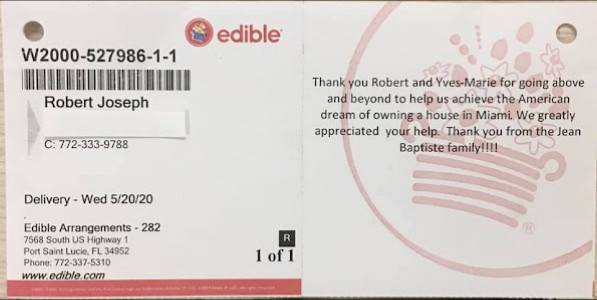 edible®
W2000-527986-1-1
Robert Joseph
C: 772-333-9788
Delivery - Wed 5/20/20
Edible Arrangements - 282
7568 South US Highway 1
Port Saint Lucie, FL 34952
Phone: 772-337-5310
www.edible.com
R
1 of 1
Thank you Robert and Yves-Marie for going above
and beyond to help us achieve the American
dream of owning a house in Miami. We greatly
appreciated your help. Thank you from the Jean
Baptiste family!!!!
®